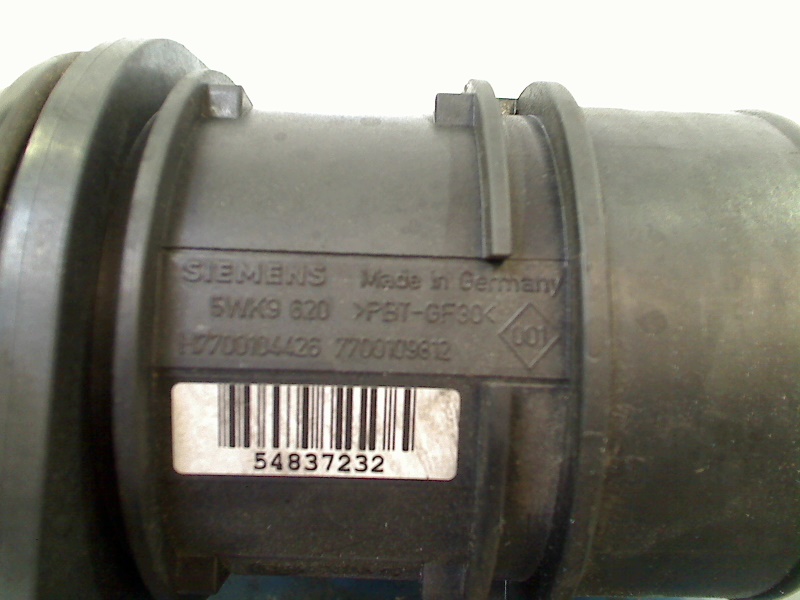 SIEMENS Made in Germany
5WK9 620 >PBT-GF30<
001
H7700104426 7700109812
54837232